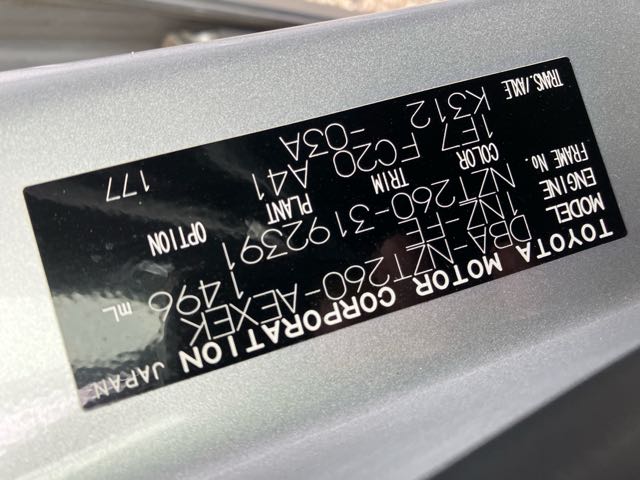 TOYOTA MOTOR CORPORATION JAPAN
MODEL DBA-NZT260-AEXEK
ENGINE 1NZ-FE 1496 mL
FRAME No. NZT260-3192391
COLOR TRIM PLANT OPTION
1E7 FC20 A41 177
-03A
TRANS./AXLE K312